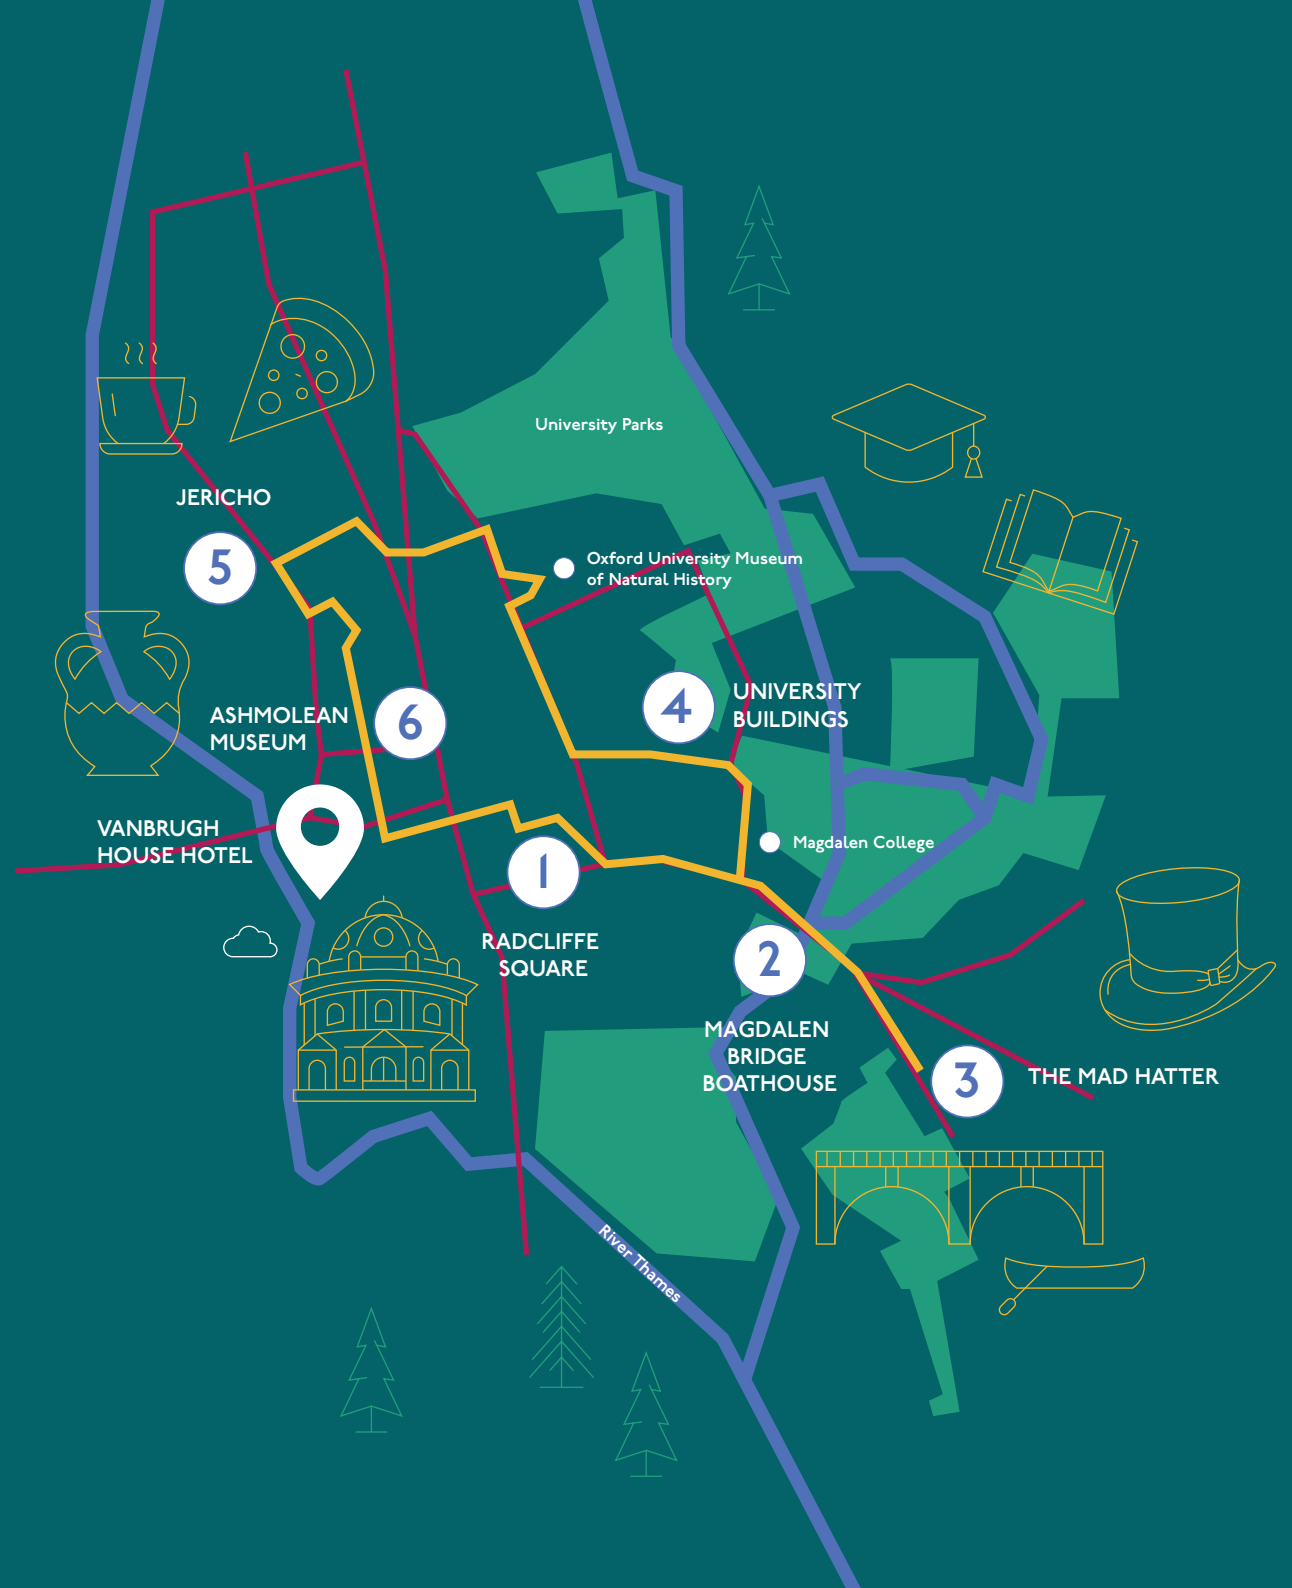 University Parks
JERICHO
5
Oxford University Museum
of Natural History
4
UNIVERSITY
BUILDINGS
ASHMOLEAN
MUSEUM
6
VANBRUGH
HOUSE HOTEL
Magdalen College
1
RADCLIFFE
SQUARE
2
MAGDALEN
BRIDGE
BOATHOUSE
3
THE MAD HATTER
River Thames